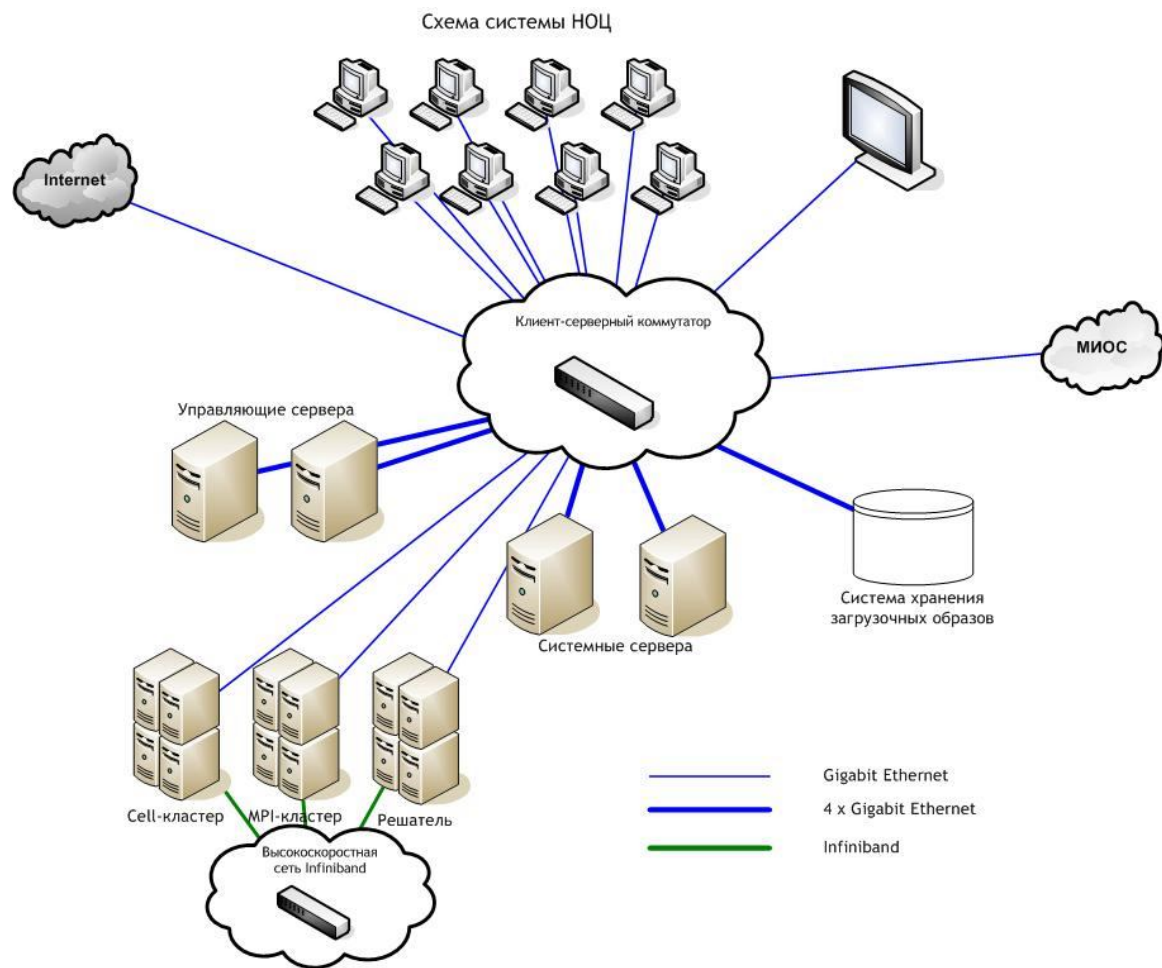 Схема системы НОЦ
Internet
Клиент-серверный коммутатор
МИОС
Управляющие сервера
Система хранения
загрузочных образов
Системные сервера
Cell-кластер
MPI-кластер
Решатель
Высокоскоростная
сеть Infiniband
Gigabit Ethernet
4 x Gigabit Ethernet
Infiniband